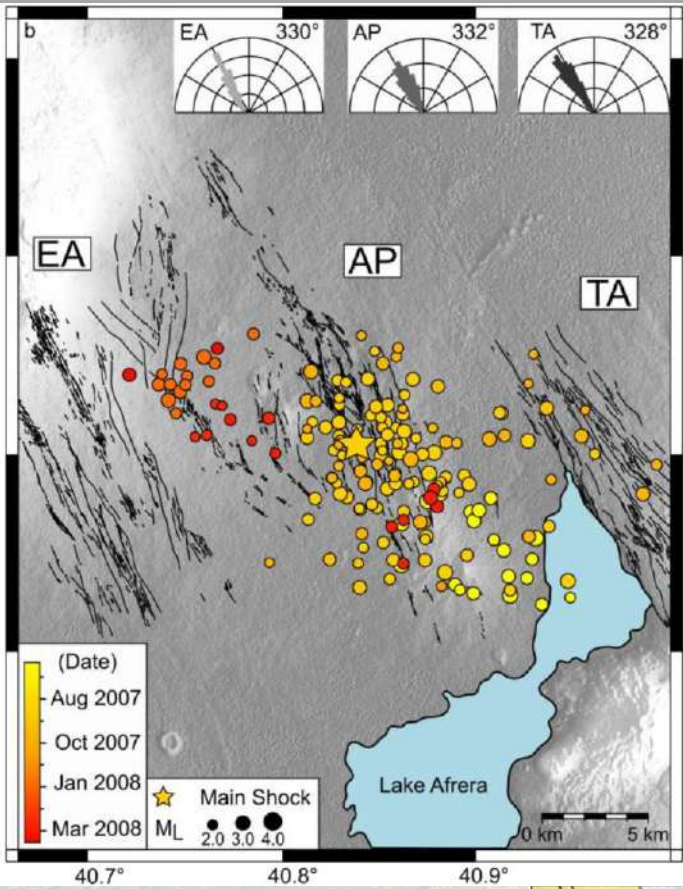 b
EA 330°
AP 332°
TA 328°
EA
AP
TA
(Date)
Aug 2007
Oct 2007
Jan 2008
Mar 2008
Main Shock
ML
2.0 3.0 4.0
Lake Afrera
0 km 5 km
40.7° 40.8° 40.9°